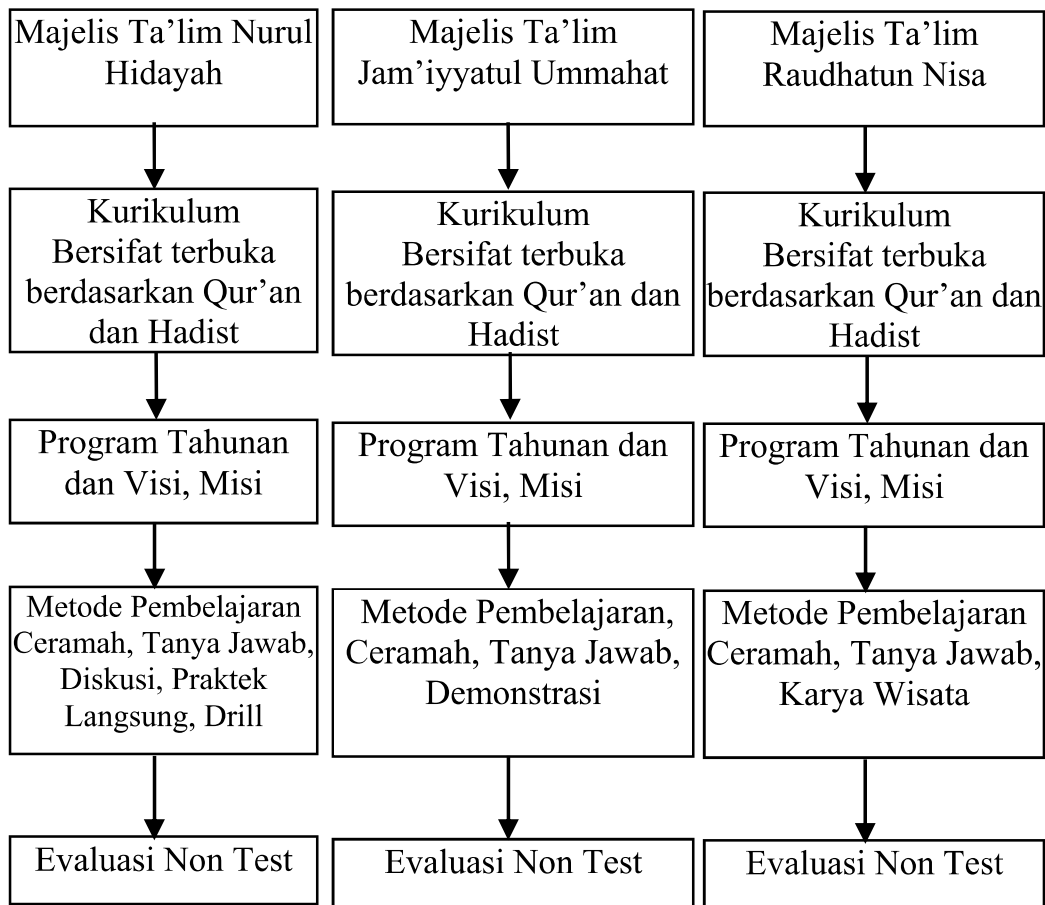 Majelis Ta’lim Nurul
Hidayah
Kurikulum
Bersifat terbuka
berdasarkan Qur’an
dan Hadist
Program Tahunan
dan Visi, Misi
Metode Pembelajaran
Ceramah, Tanya Jawab,
Diskusi, Praktek
Langsung, Drill
Evaluasi Non Test
Majelis Ta’lim
Jam’iyyatul Ummahat
Kurikulum
Bersifat terbuka
berdasarkan Qur’an dan
Hadist
Program Tahunan dan
Visi, Misi
Metode Pembelajaran,
Ceramah, Tanya Jawab,
Demonstrasi
Evaluasi Non Test
Majelis Ta’lim
Raudhatun Nisa
Kurikulum
Bersifat terbuka
berdasarkan Qur’an dan
Hadist
Program Tahunan dan
Visi, Misi
Metode Pembelajaran
Ceramah, Tanya Jawab,
Karya Wisata
Evaluasi Non Test